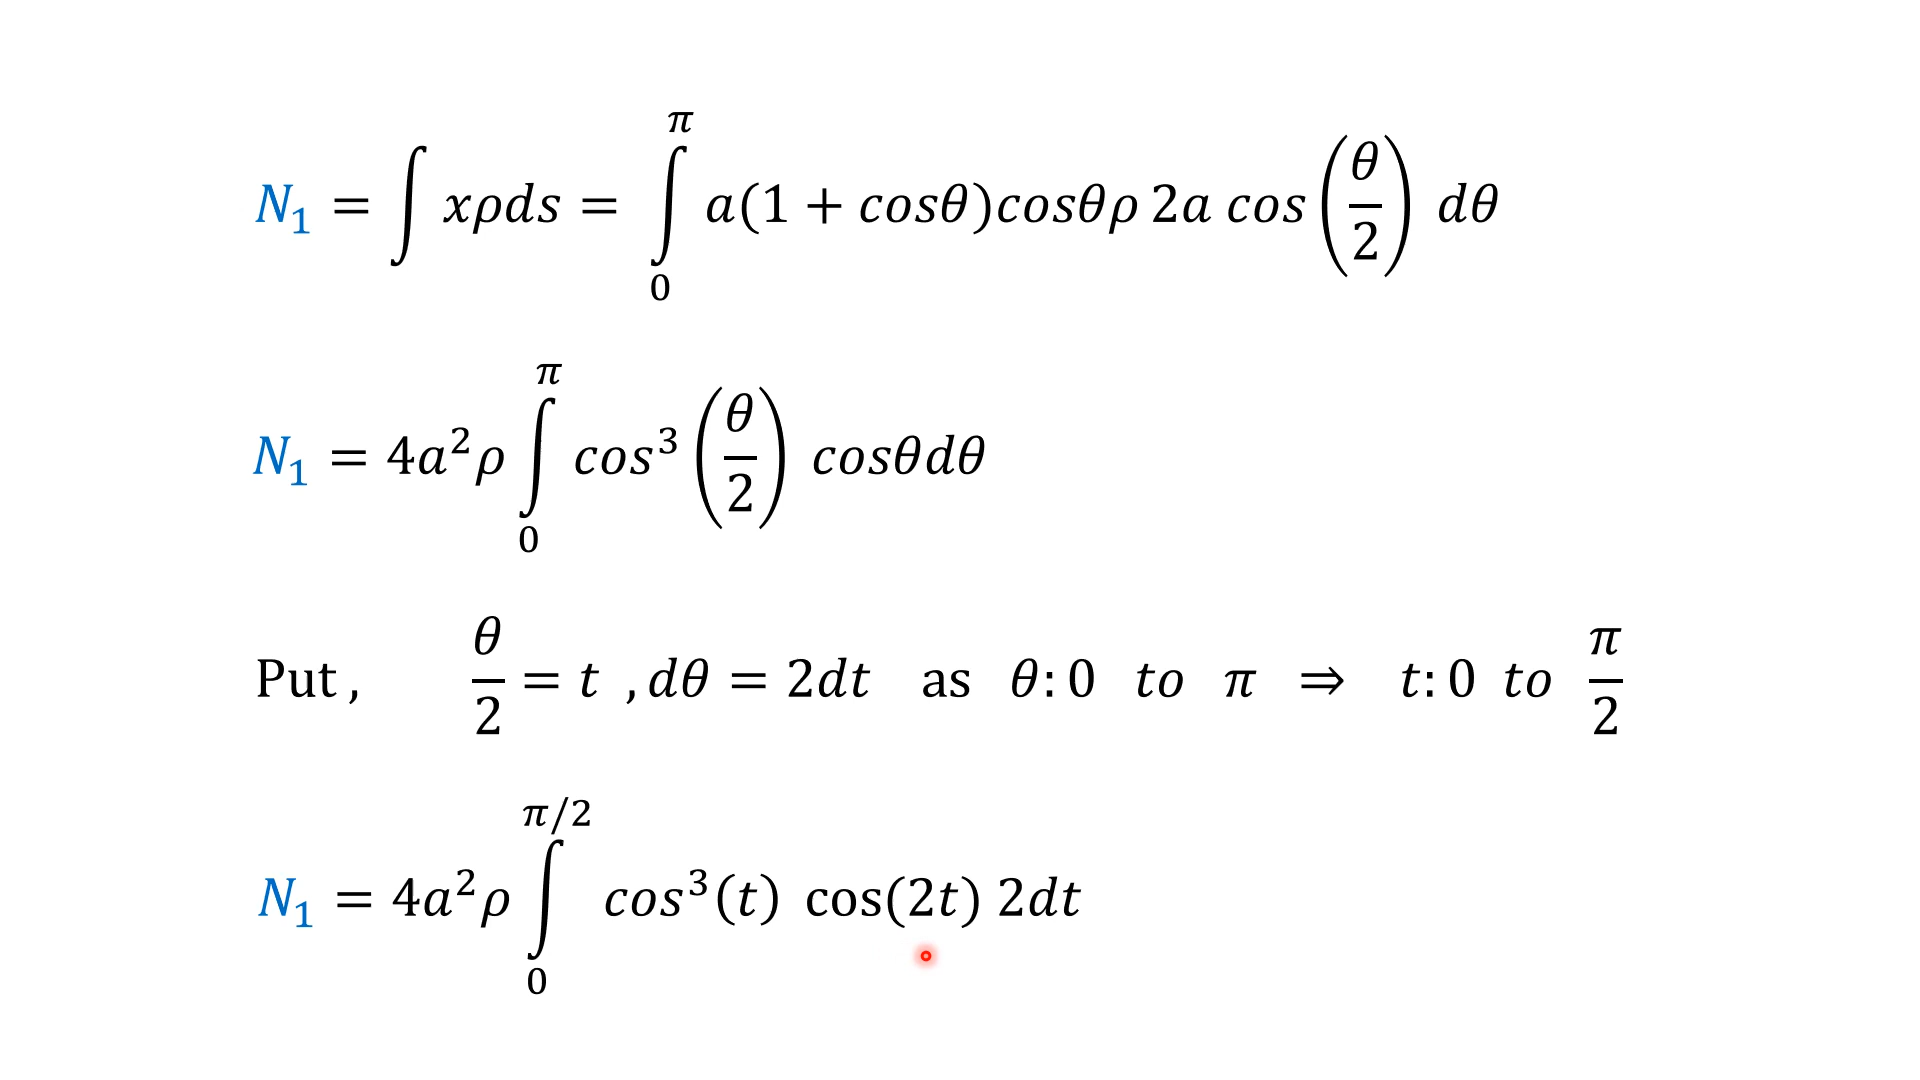 N₁ = ∫ xρds = ∫₀^π a(1 + cosθ)cosθρ 2a cos(θ/2) dθ
N₁ = 4a²ρ ∫₀^π cos³(θ/2) cosθdθ
Put , θ/2 = t , dθ = 2dt as θ: 0 to π ⇒ t: 0 to π/2
N₁ = 4a²ρ ∫₀^(π/2) cos³(t) cos(2t) 2dt